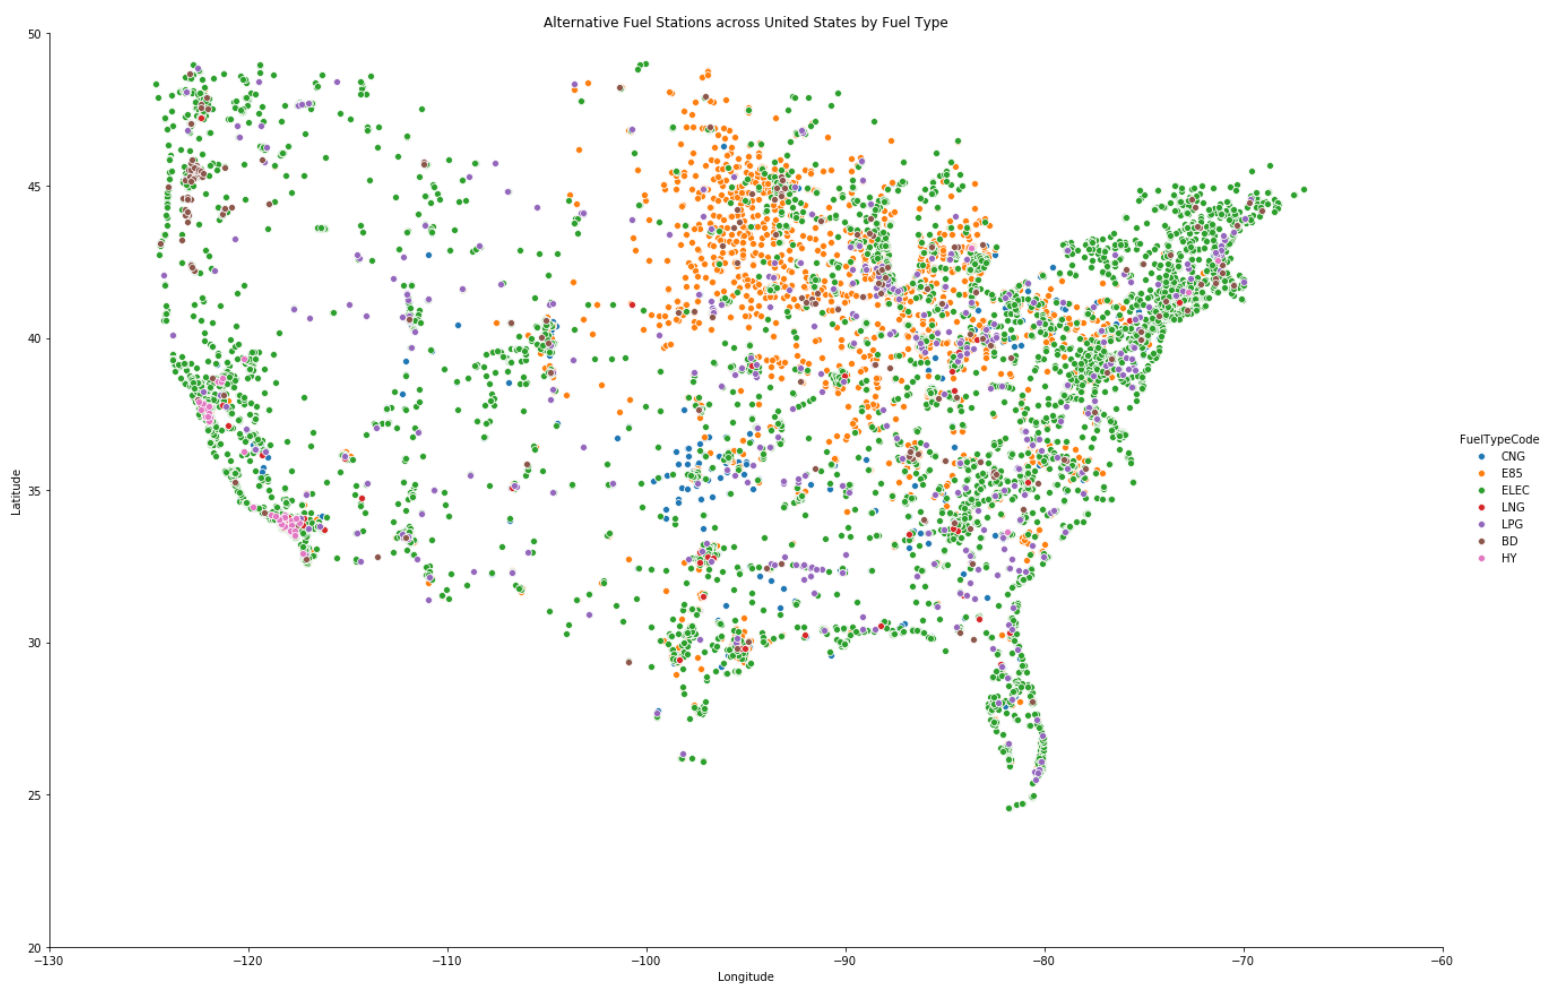 Alternative Fuel Stations across United States by Fuel Type
50
45
40
35
30
25
20
Latitude
−130
−120
−110
−100
−90
−80
−70
−60
Longitude
FuelTypeCode
CNG
E85
ELEC
LNG
LPG
BD
HY